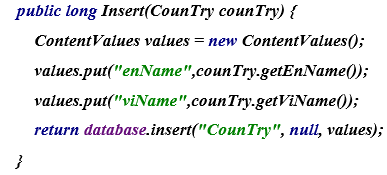 public long Insert(CounTry counTry) {
ContentValues values = new ContentValues();
values.put("enName",counTry.getEnName());
values.put("viName",counTry.getViName());
return database.insert("CounTry", null, values);
}